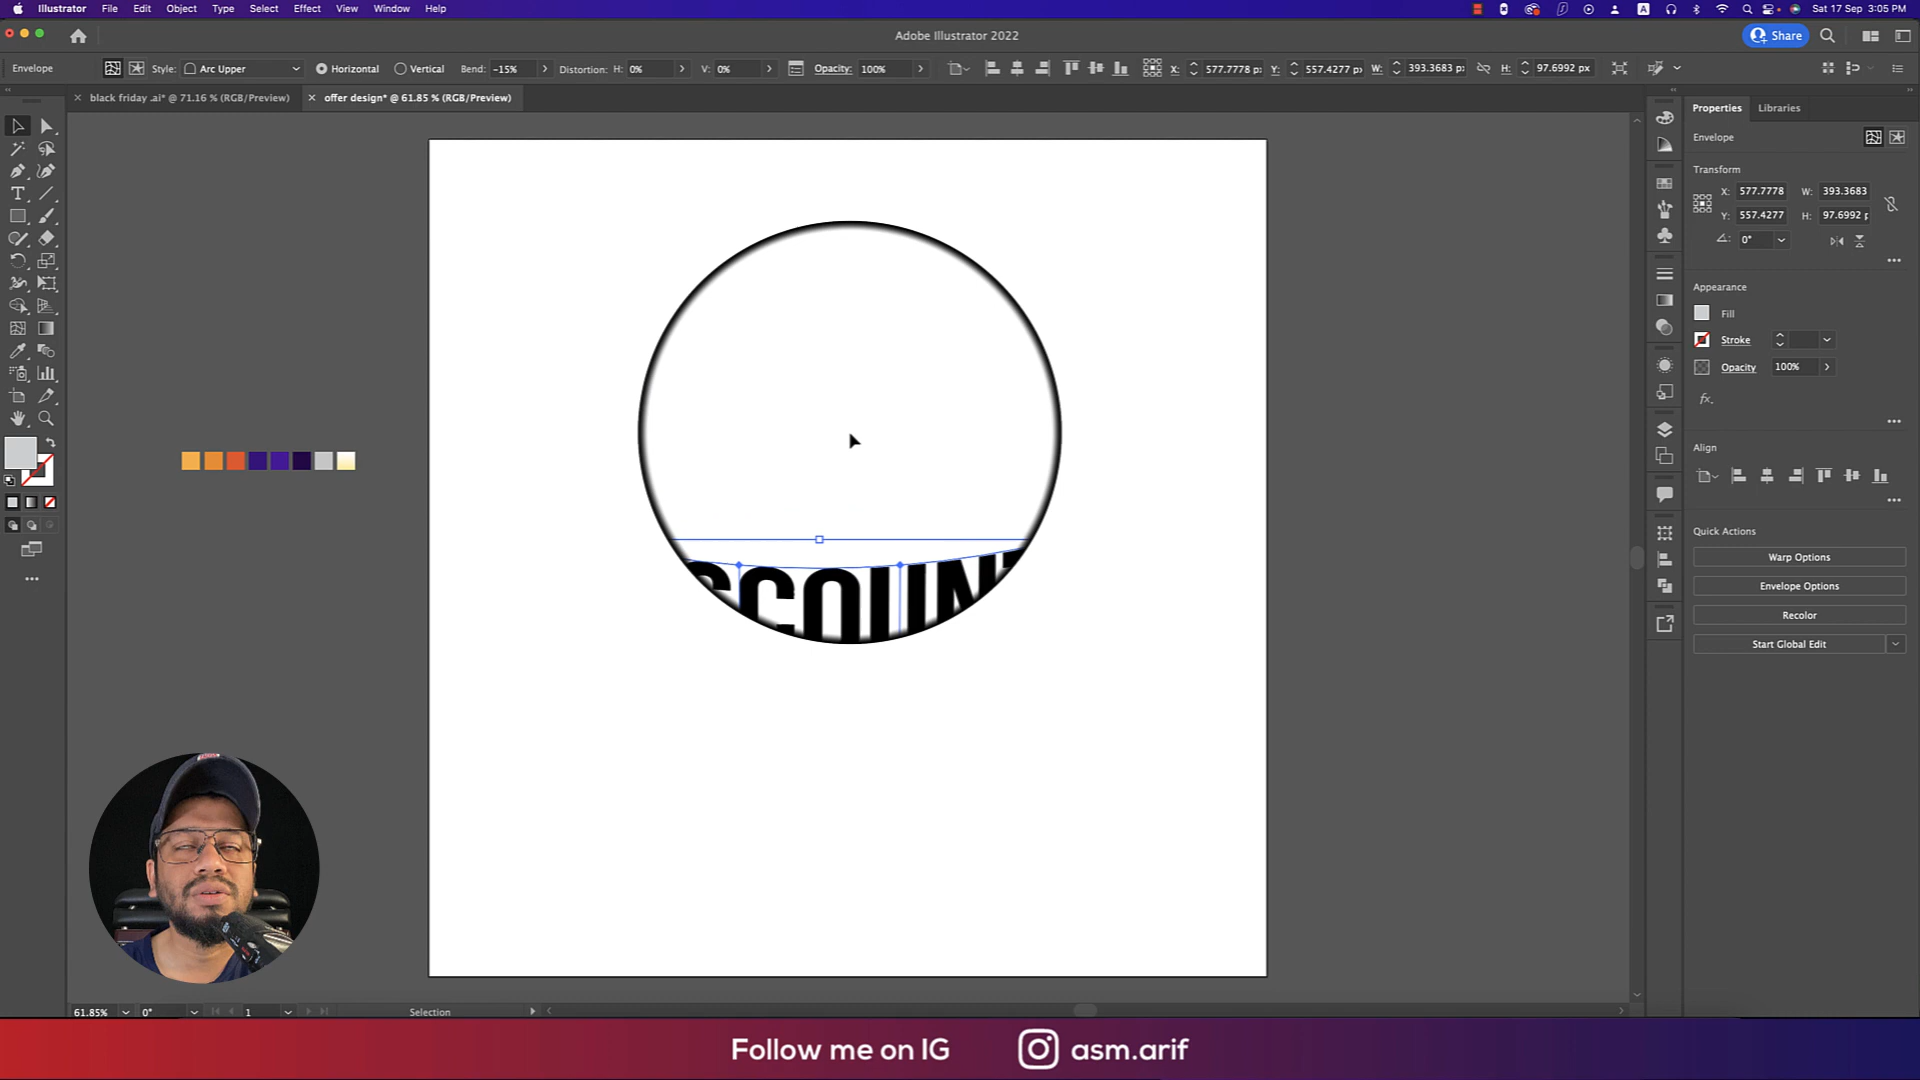 Illustrator File Edit Object Type Select Effect View Window Help
A Sat 17 Sep 3:05 PM
Adobe Illustrator 2022
Share
Envelope Style: Arc Upper Horizontal Vertical Bend: -15% Distortion: H: 0% V: 0% Opacity: 100% X: 577.7778 p: Y: 557.4277 px W: 393.3683 p: H: 97.6992 px
black friday .ai* @ 71.16 % (RGB/Preview) offer design* @ 61.85 % (RGB/Preview)
Properties Libraries
Envelope
Transform
X: 577.7778 W: 393.3683
Y: 557.4277 H: 97.6992 p
0°
Appearance
Fill
Stroke
Opacity 100%
fx.
Align
Quick Actions
Warp Options
Envelope Options
Recolor
Start Global Edit
SCOUNT
61.85% 0° 1 Selection
Follow me on IG asm.arif